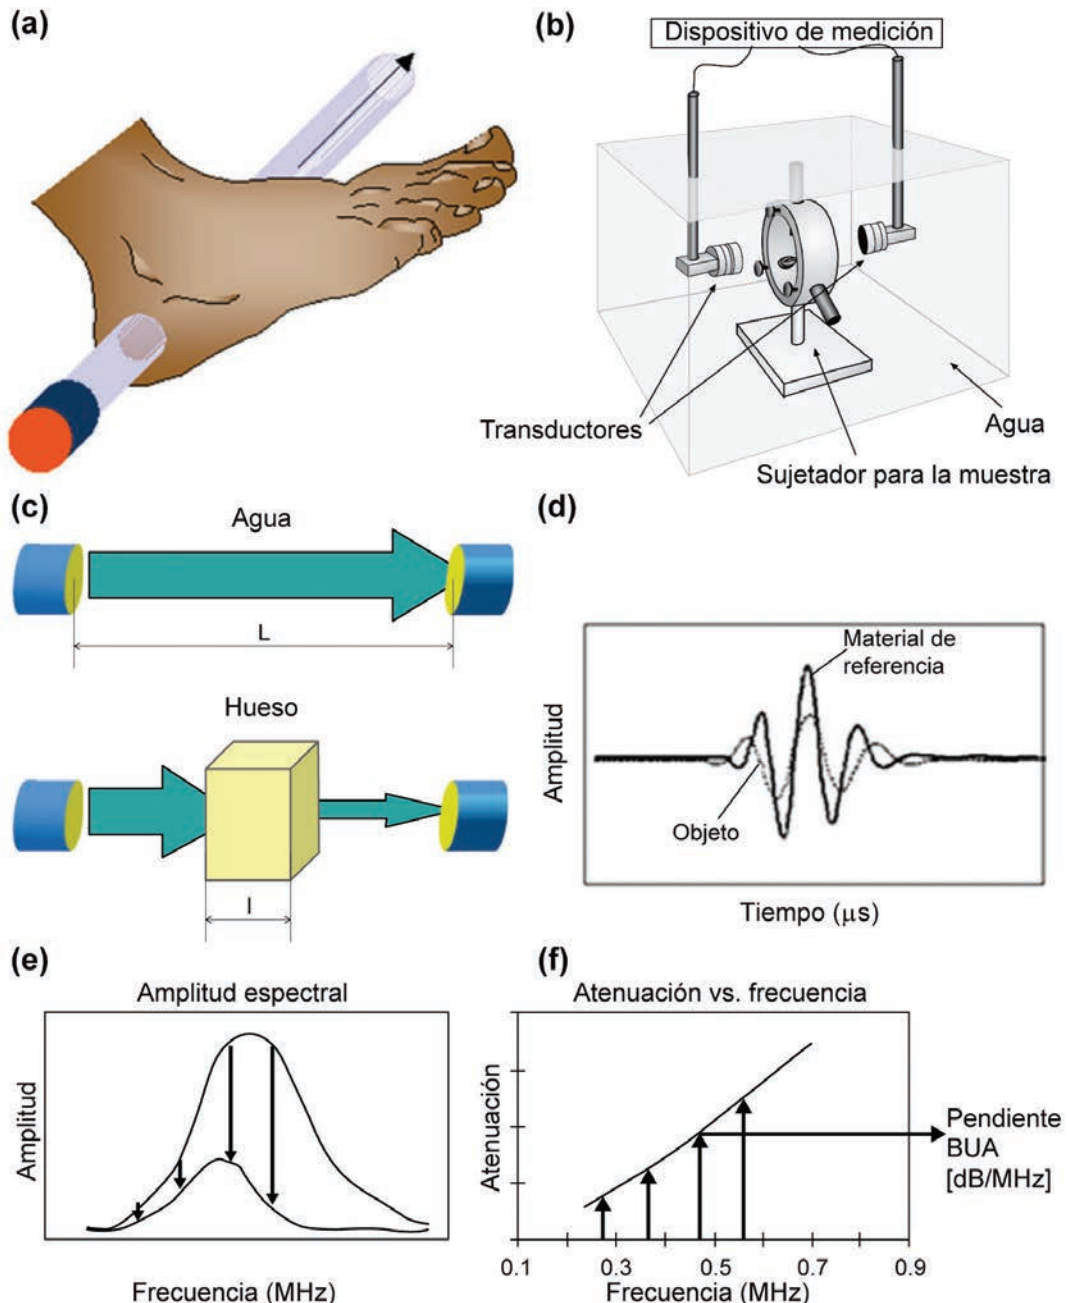 (a)
(b)
Dispositivo de medición
Transductores
Agua
Sujetador para la muestra
(c)
Agua
L
Hueso
l
(d)
Amplitud
Material de
referencia
Objeto
Tiempo (μs)
(e)
Amplitud espectral
Amplitud
Frecuencia (MHz)
(f)
Atenuación vs. frecuencia
Atenuación
Pendiente
BUA
[dB/MHz]
0.1 0.3 0.5 0.7 0.9
Frecuencia (MHz)